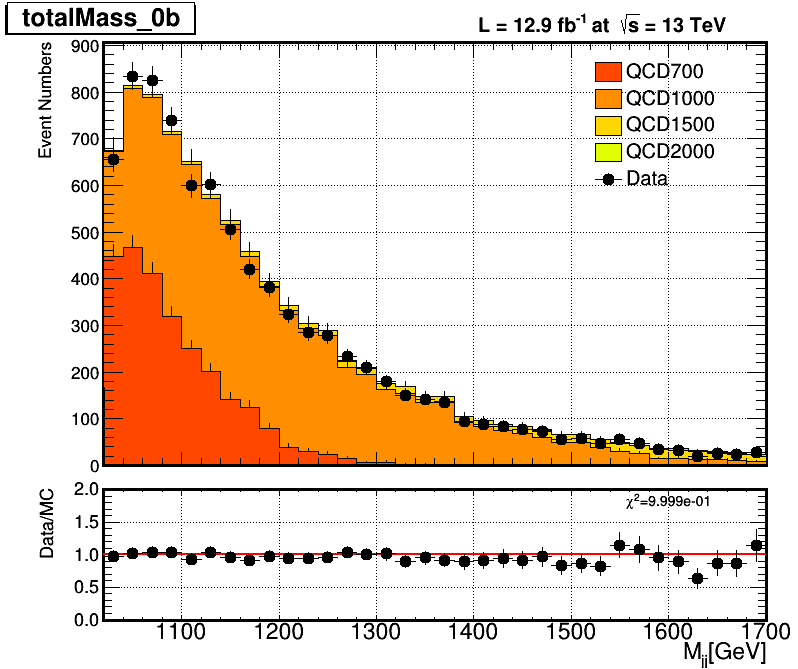 totalMass_0b
L = 12.9 fb⁻¹ at √s = 13 TeV
Event Numbers
900
800
700
600
500
400
300
200
100
0
QCD700
QCD1000
QCD1500
QCD2000
Data
Data/MC
2.0
1.5
1.0
0.5
0.0
χ²=9.999e-01
1100 1200 1300 1400 1500 1600 1700
M_jj[GeV]